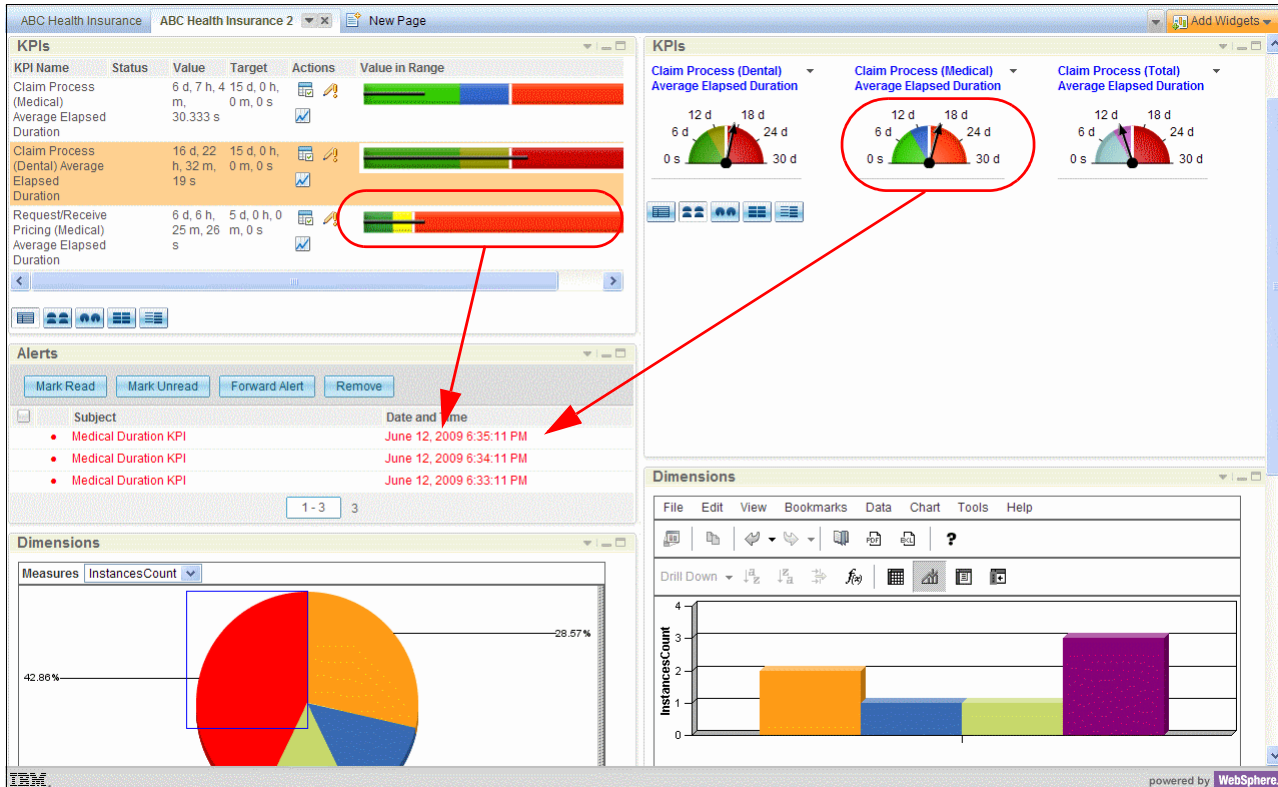 ABC Health Insurance ABC Health Insurance 2 New Page Add Widgets
KPIs
KPI Name Status Value Target Actions Value in Range
Claim Process 6 d, 7 h, 4 15 d, 0 h,
(Medical) m, 0 m, 0 s
Average Elapsed 30.333 s
Duration
Claim Process 16 d, 22 15 d, 0 h,
(Dental) Average h, 32 m, 0 m, 0 s
Elapsed 19 s
Duration
Request/Receive 6 d, 6 h, 5 d, 0 h, 0
Pricing (Medical) 25 m, 26 m, 0 s
Average Elapsed s
Duration
KPIs
Claim Process (Dental)
Average Elapsed Duration
12 d 18 d
6 d 24 d
0 s 30 d
Claim Process (Medical)
Average Elapsed Duration
12 d 18 d
6 d 24 d
0 s 30 d
Claim Process (Total)
Average Elapsed Duration
12 d 18 d
6 d 24 d
0 s 30 d
Alerts
Mark Read Mark Unread Forward Alert Remove
Subject Date and Time
Medical Duration KPI June 12, 2009 6:35:11 PM
Medical Duration KPI June 12, 2009 6:34:11 PM
Medical Duration KPI June 12, 2009 6:33:11 PM
1 - 3 3
Dimensions
Measures InstancesCount
28.57%
42.86%
Dimensions
File Edit View Bookmarks Data Chart Tools Help
PDF
Drill Down f(x)
InstancesCount
4
3
2
1
0
IBM. powered by WebSphere.